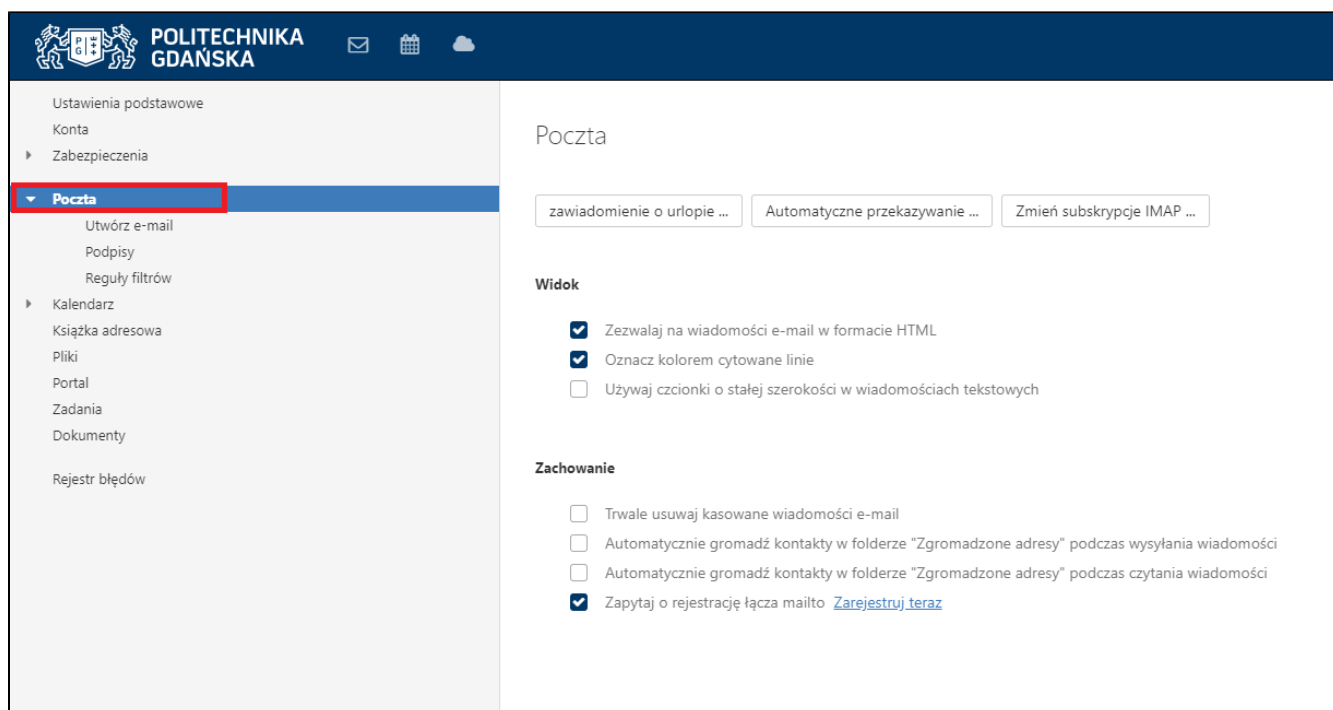 POLITECHNIKA
GDAŃSKA
Ustawienia podstawowe
Konta
Zabezpieczenia
Poczta
Utwórz e-mail
Podpisy
Reguły filtrów
Kalendarz
Książka adresowa
Pliki
Portal
Zadania
Dokumenty
Rejestr błędów
Poczta
zawiadomienie o urlopie ...
Automatyczne przekazywanie ...
Zmień subskrypcje IMAP ...
Widok
Zezwalaj na wiadomości e-mail w formacie HTML
Oznacz kolorem cytowane linie
Używaj czcionki o stałej szerokości w wiadomościach tekstowych
Zachowanie
Trwale usuwaj kasowane wiadomości e-mail
Automatycznie gromadź kontakty w folderze "Zgromadzone adresy" podczas wysyłania wiadomości
Automatycznie gromadź kontakty w folderze "Zgromadzone adresy" podczas czytania wiadomości
Zapytaj o rejestrację łącza mailto Zarejestruj teraz